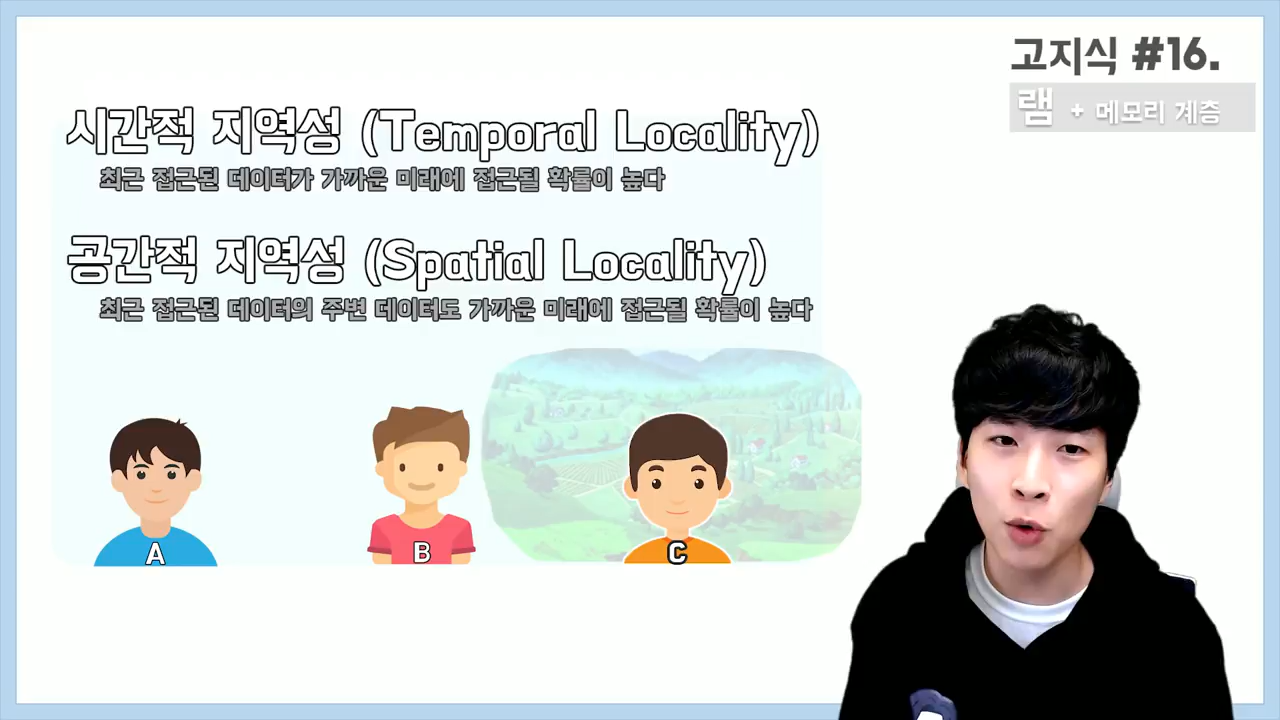 고지식 #16.
램 + 메모리 계층
시간적 지역성 (Temporal Locality)
최근 접근된 데이터가 가까운 미래에 접근될 확률이 높다
공간적 지역성 (Spatial Locality)
최근 접근된 데이터의 주변 데이터도 가까운 미래에 접근될 확률이 높다
A
B
C